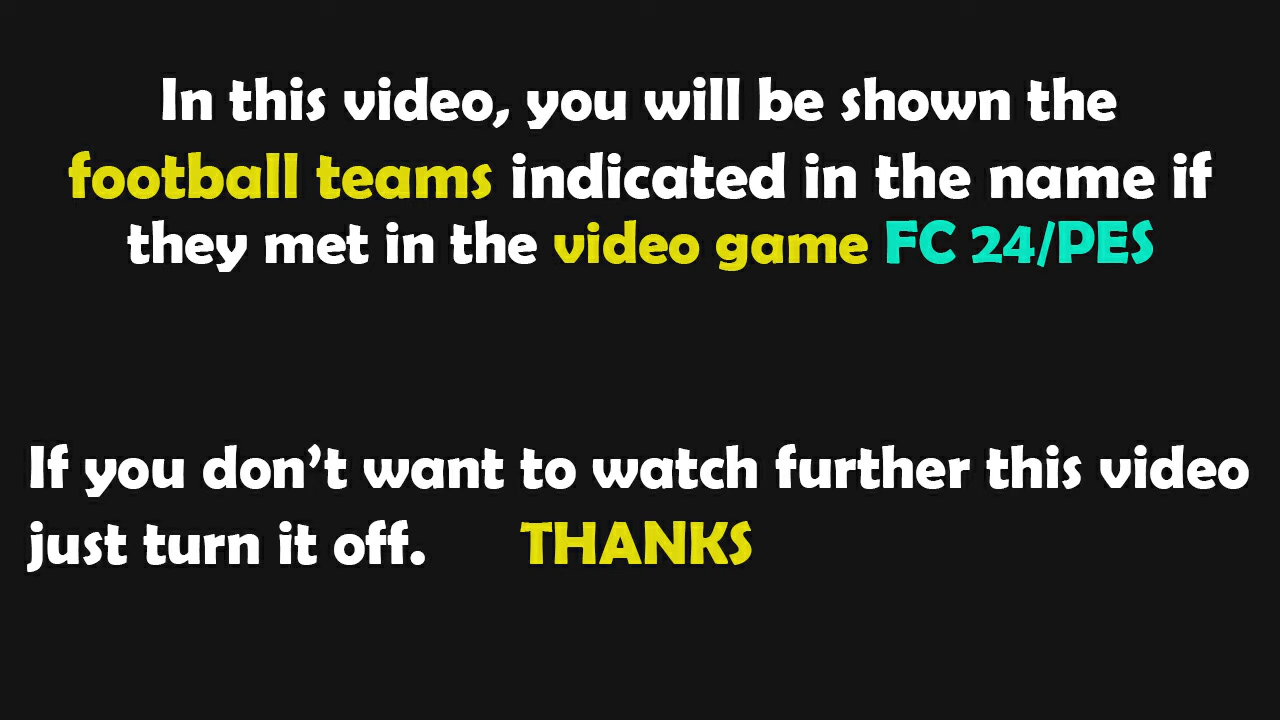 In this video, you will be shown the
football teams indicated in the name if
they met in the video game FC 24/PES
If you don’t want to watch further this video
just turn it off. THANKS